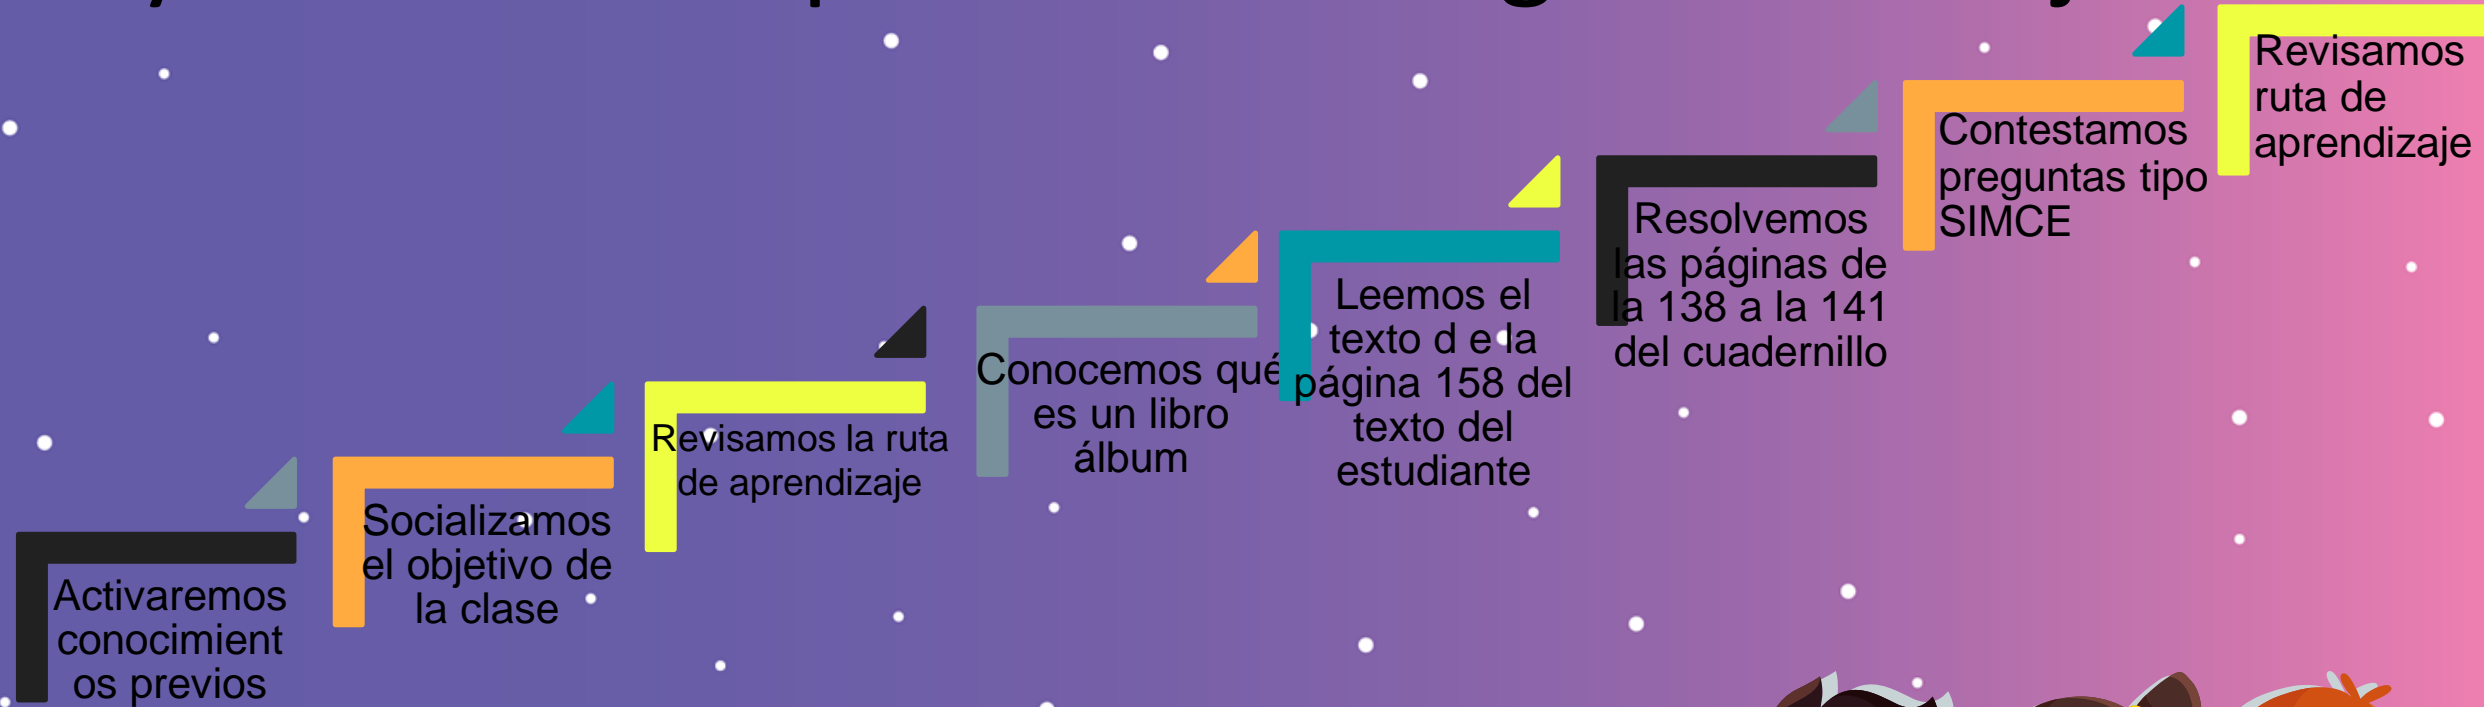 Activaremos
conocimient
os previos
Socializamos
el objetivo de
la clase
Revisamos la ruta
de aprendizaje
Conocemos qué
es un libro
álbum
Leemos el
texto d e la
página 158 del
texto del
estudiante
Resolvemos
las páginas de
la 138 a la 141
del cuadernillo
Contestamos
preguntas tipo
SIMCE
Revisamos
ruta de
aprendizaje